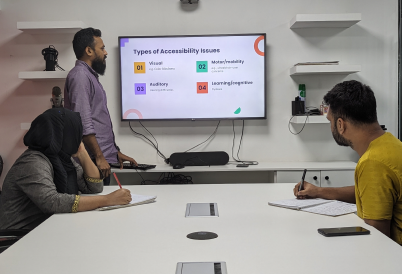 Types of Accessibility Issues
01 Visual
02 Motor/mobility
03 Auditory
04 Learning/cognitive